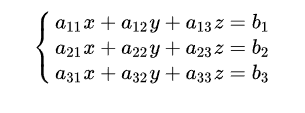 a₁₁x + a₁₂y + a₁₃z = b₁
a₂₁x + a₂₂y + a₂₃z = b₂
a₃₁x + a₃₂y + a₃₃z = b₃